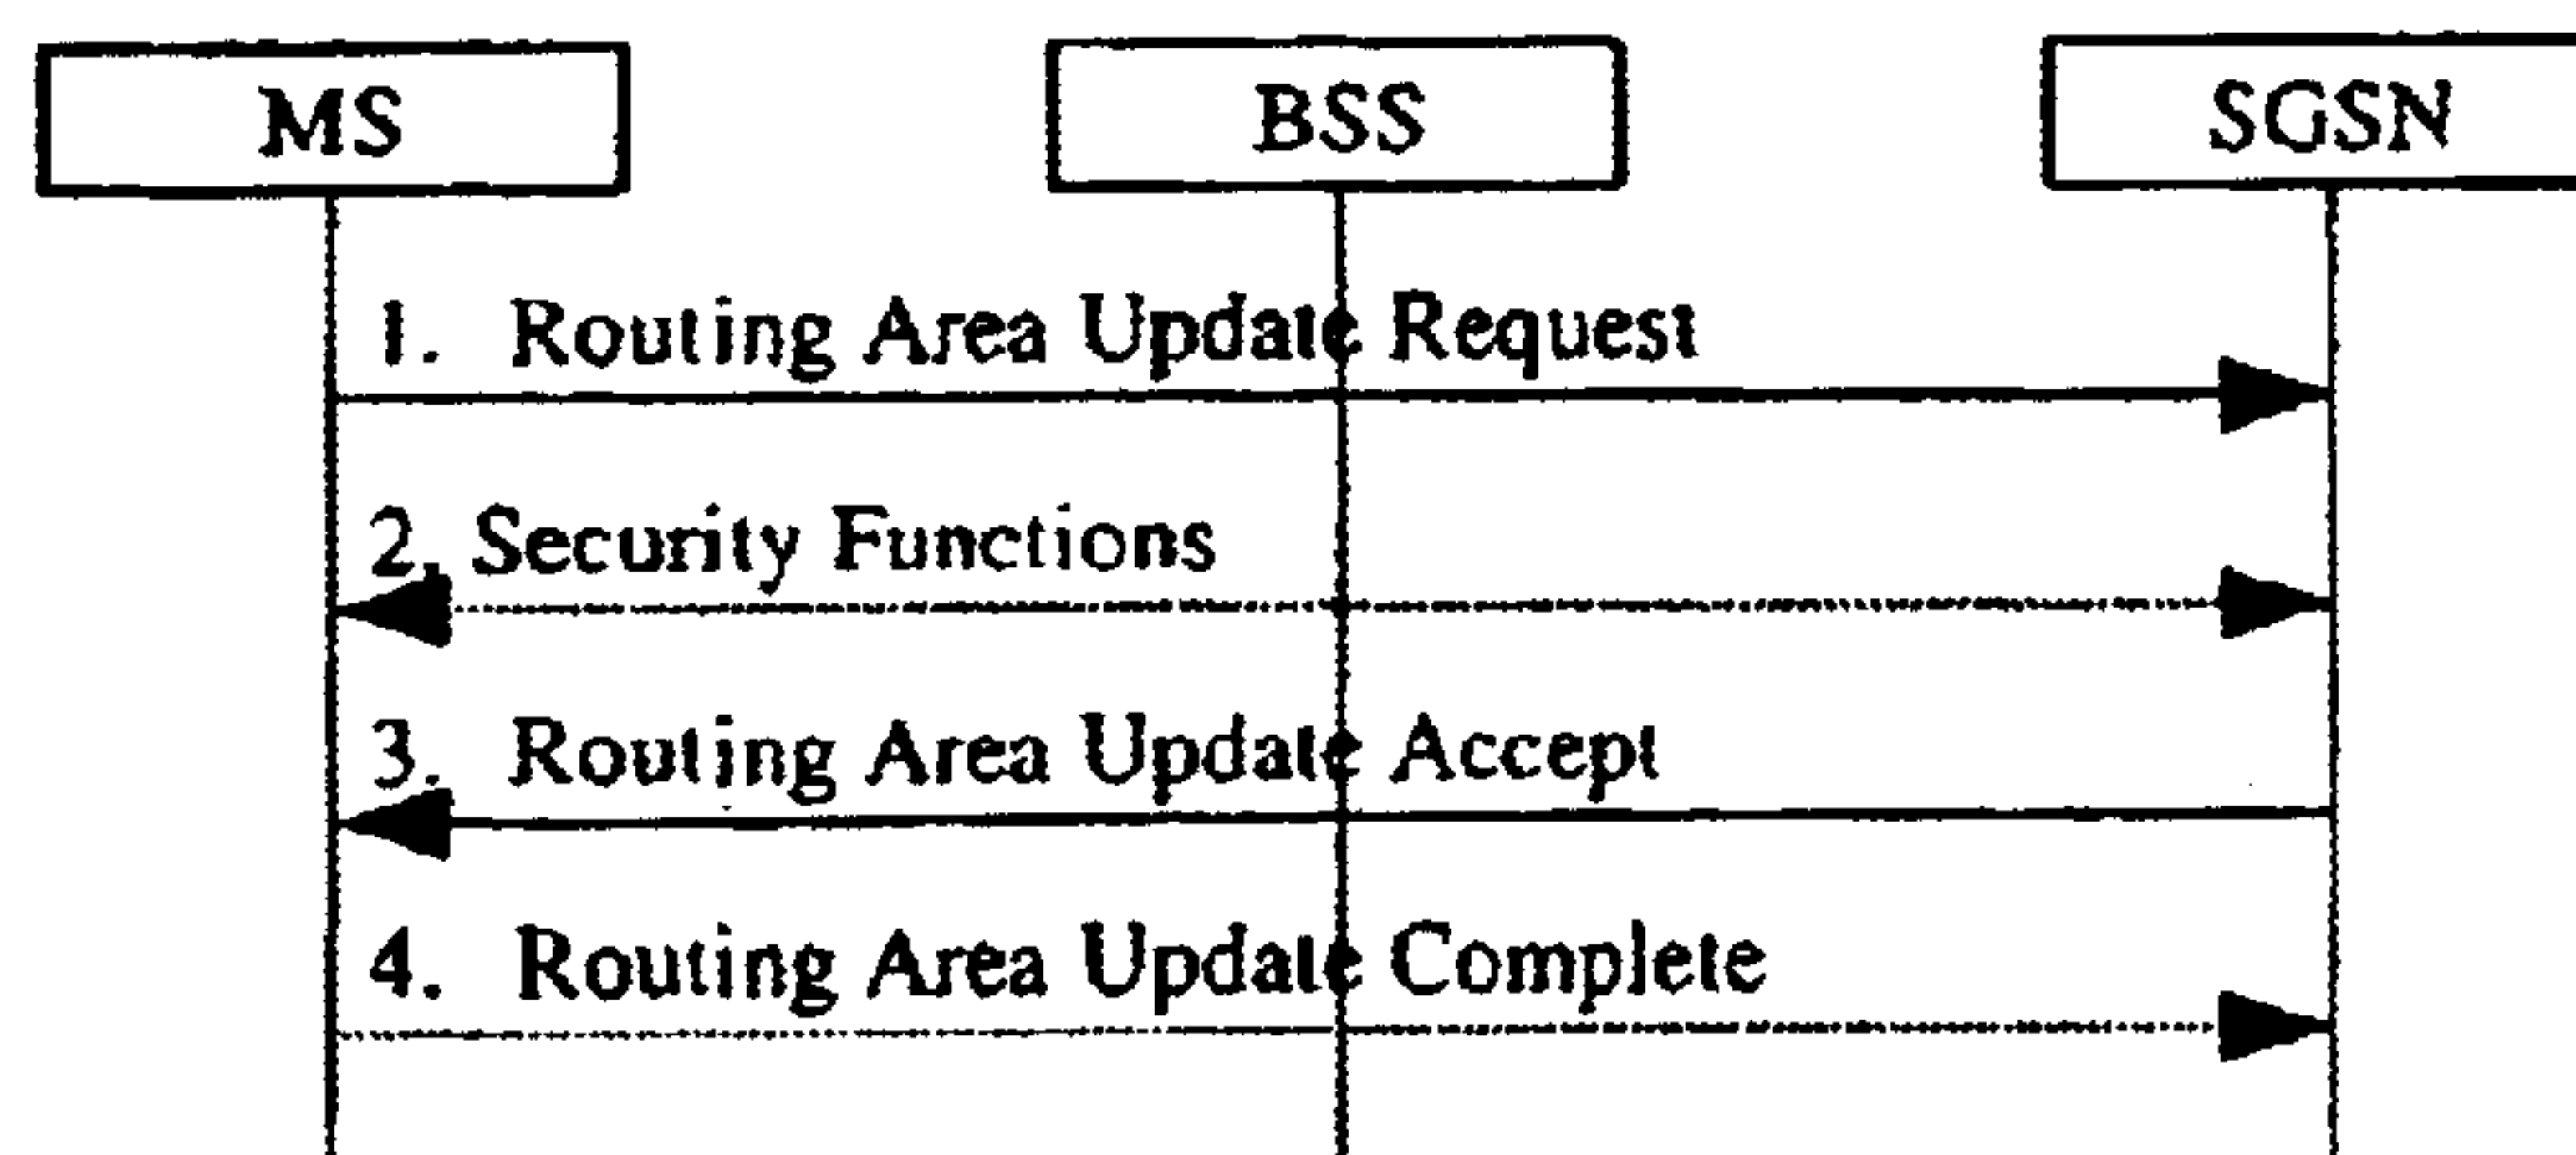 MS BSS SGSN
1. Routing Area Update Request
2. Security Functions
3. Routing Area Update Accept
4. Routing Area Update Complete